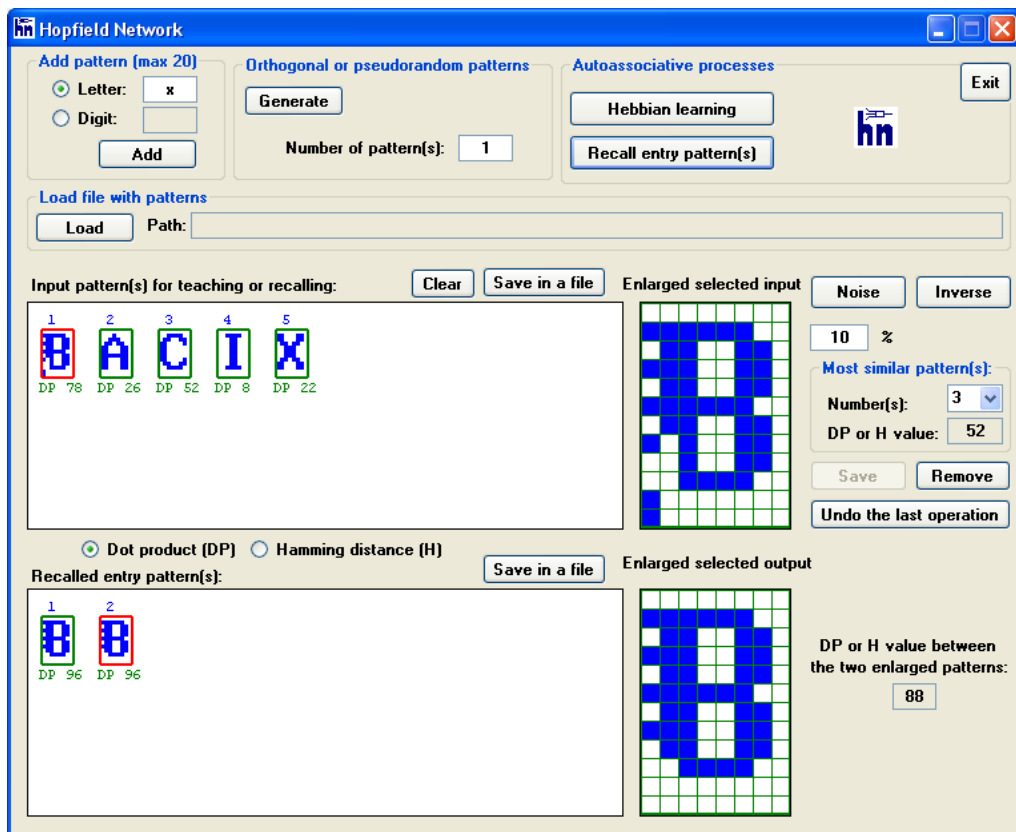 hn Hopfield Network
Add pattern (max 20)
Letter: x
Digit:
Add
Orthogonal or pseudorandom patterns
Generate
Number of pattern(s): 1
Autoassociative processes
Hebbian learning
Recall entry pattern(s)
hn
Exit
Load file with patterns
Load Path:
Input pattern(s) for teaching or recalling: Clear Save in a file
1 2 3 4 5
B A C I X
DP 78 DP 26 DP 52 DP 8 DP 22
Enlarged selected input
Noise Inverse
10 %
Most similar pattern(s):
Number(s): 3
DP or H value: 52
Save Remove
Undo the last operation
Dot product (DP) Hamming distance (H)
Recalled entry pattern(s): Save in a file
1 2
B B
DP 96 DP 96
Enlarged selected output
DP or H value between
the two enlarged patterns:
88